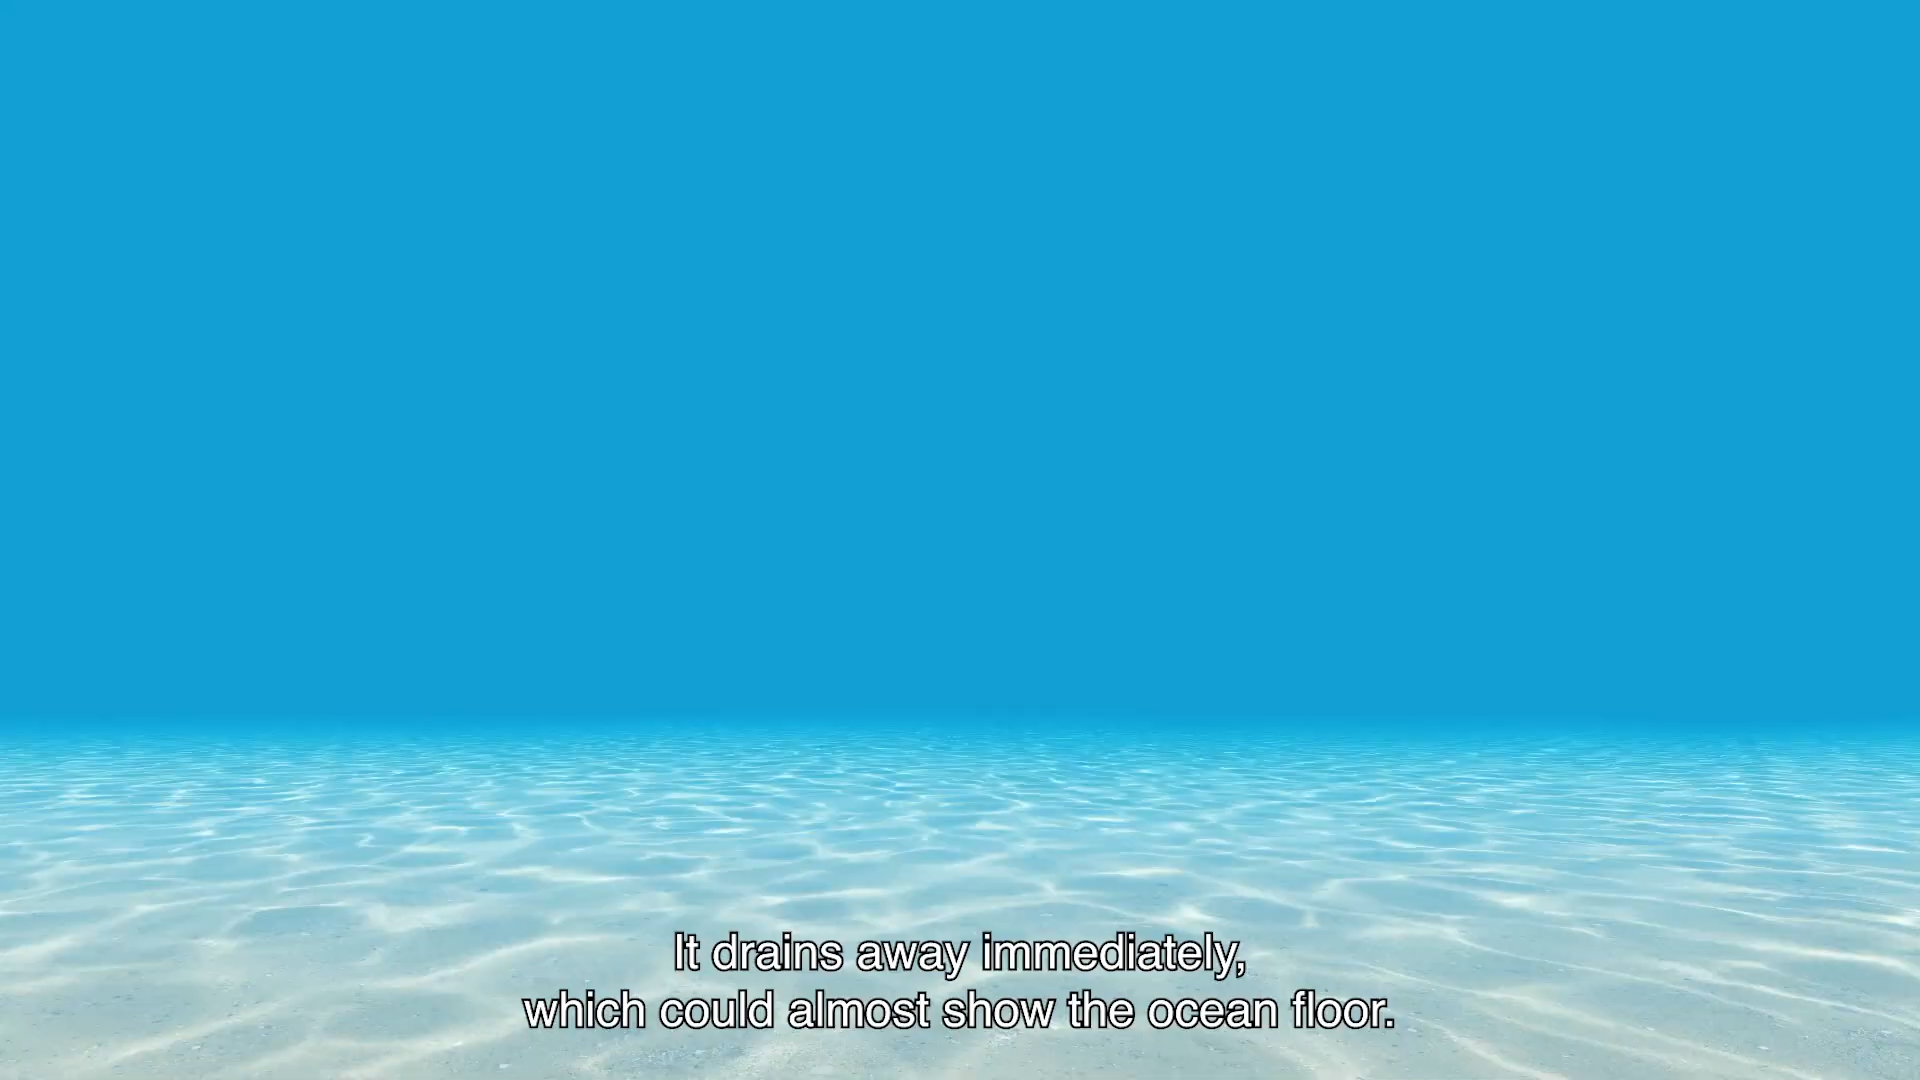 It drains away immediately,
which could almost show the ocean floor.